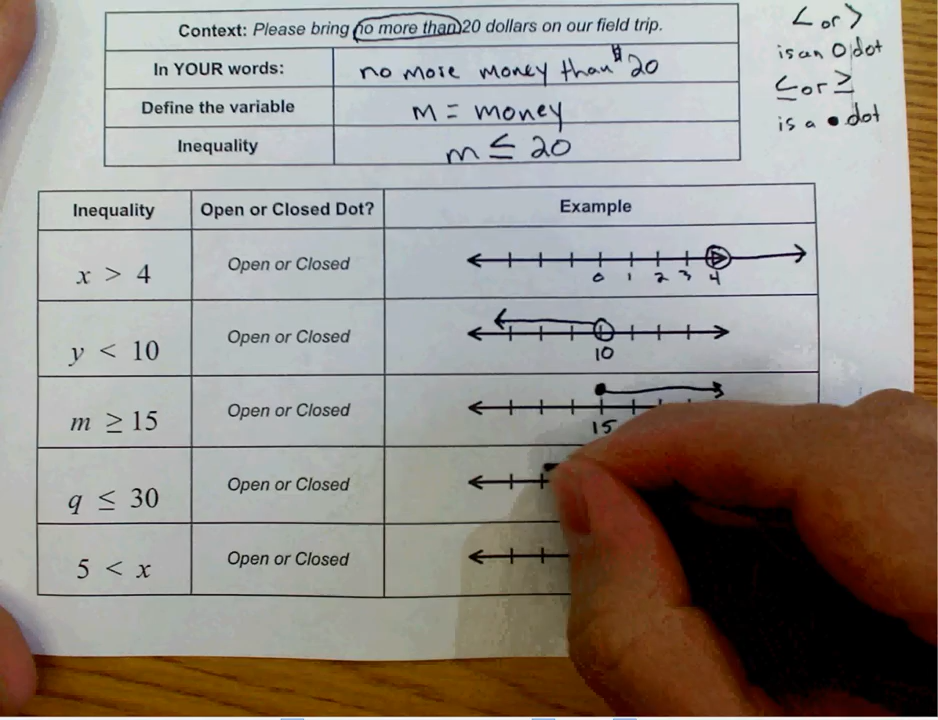 Context: Please bring no more than 20 dollars on our field trip.
In YOUR words: no more money than $20
Define the variable m = money
Inequality m ≤ 20
< or >
is an O dot
≤ or ≥
is a ● dot
Inequality Open or Closed Dot? Example
x > 4 Open or Closed
0 1 2 3 4
y < 10 Open or Closed
10
m ≥ 15 Open or Closed
15
q ≤ 30 Open or Closed
5 < x Open or Closed